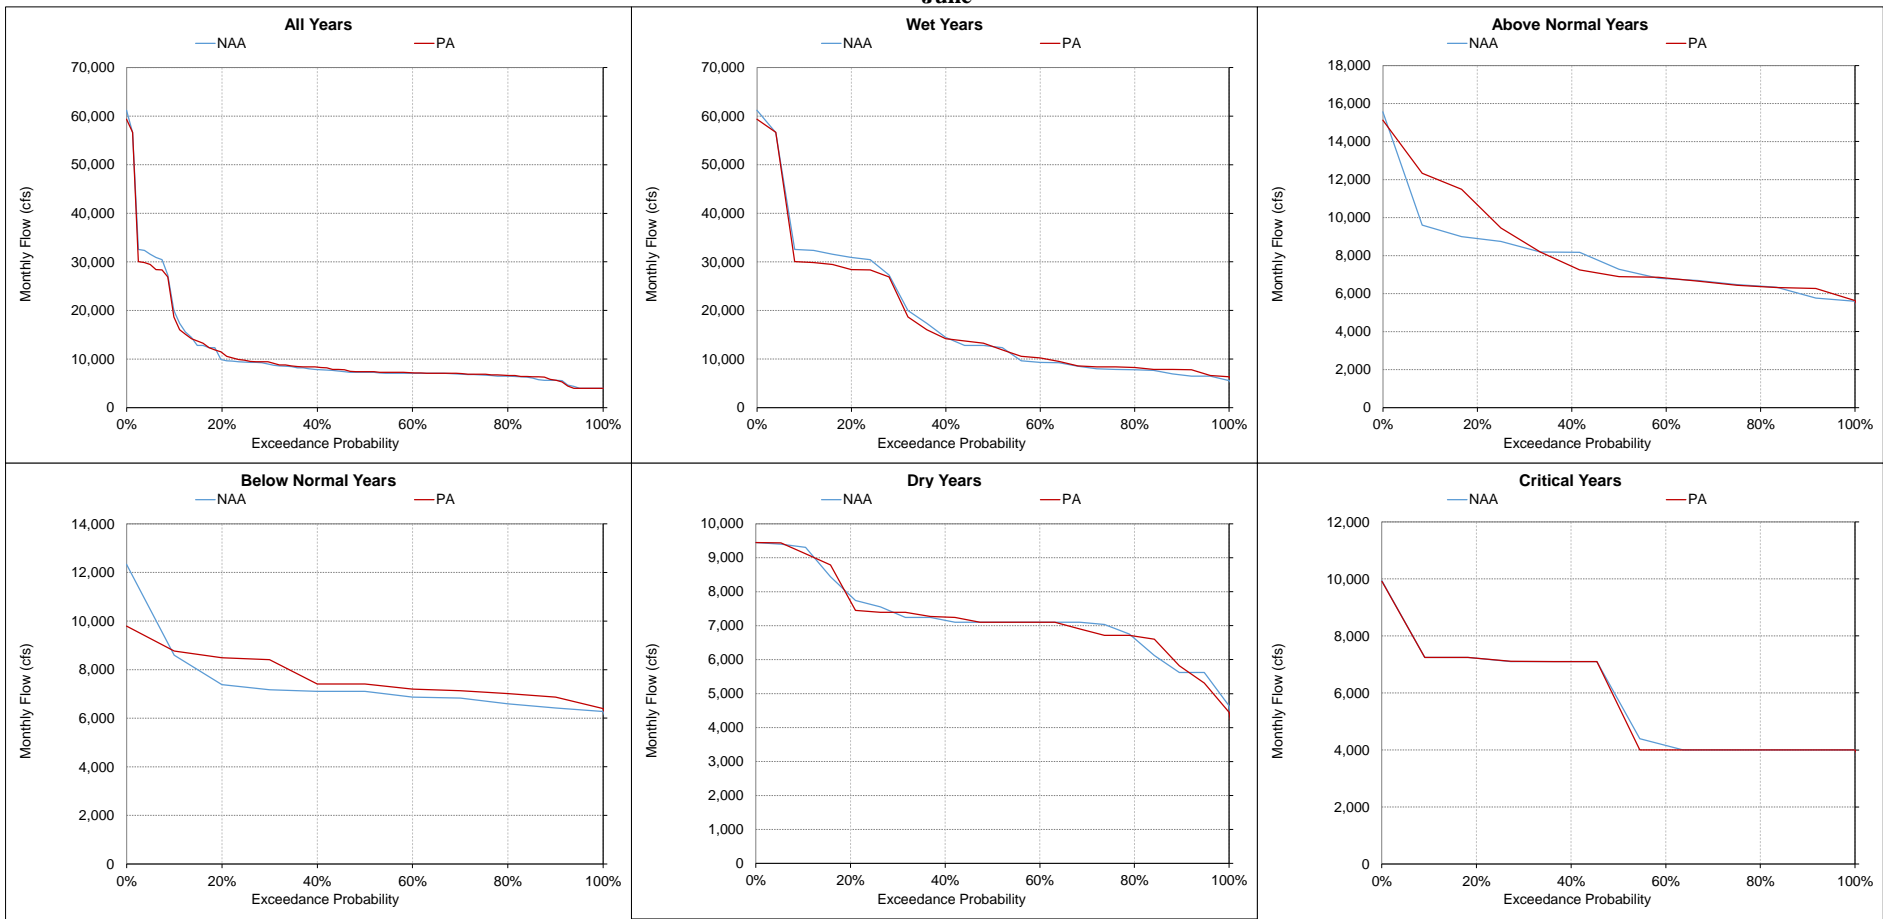 June
All Years
NAA PA
70,000
60,000
50,000
40,000
30,000
20,000
10,000
0
0% 20% 40% 60% 80% 100%
Monthly Flow (cfs)
Exceedance Probability
Wet Years
NAA PA
70,000
60,000
50,000
40,000
30,000
20,000
10,000
0
0% 20% 40% 60% 80% 100%
Monthly Flow (cfs)
Exceedance Probability
Above Normal Years
NAA PA
18,000
16,000
14,000
12,000
10,000
8,000
6,000
4,000
2,000
0
0% 20% 40% 60% 80% 100%
Monthly Flow (cfs)
Exceedance Probability
Below Normal Years
NAA PA
14,000
12,000
10,000
8,000
6,000
4,000
2,000
0
0% 20% 40% 60% 80% 100%
Monthly Flow (cfs)
Exceedance Probability
Dry Years
NAA PA
10,000
9,000
8,000
7,000
6,000
5,000
4,000
3,000
2,000
1,000
0
0% 20% 40% 60% 80% 100%
Monthly Flow (cfs)
Exceedance Probability
Critical Years
NAA PA
12,000
10,000
8,000
6,000
4,000
2,000
0
0% 20% 40% 60% 80% 100%
Monthly Flow (cfs)
Exceedance Probability